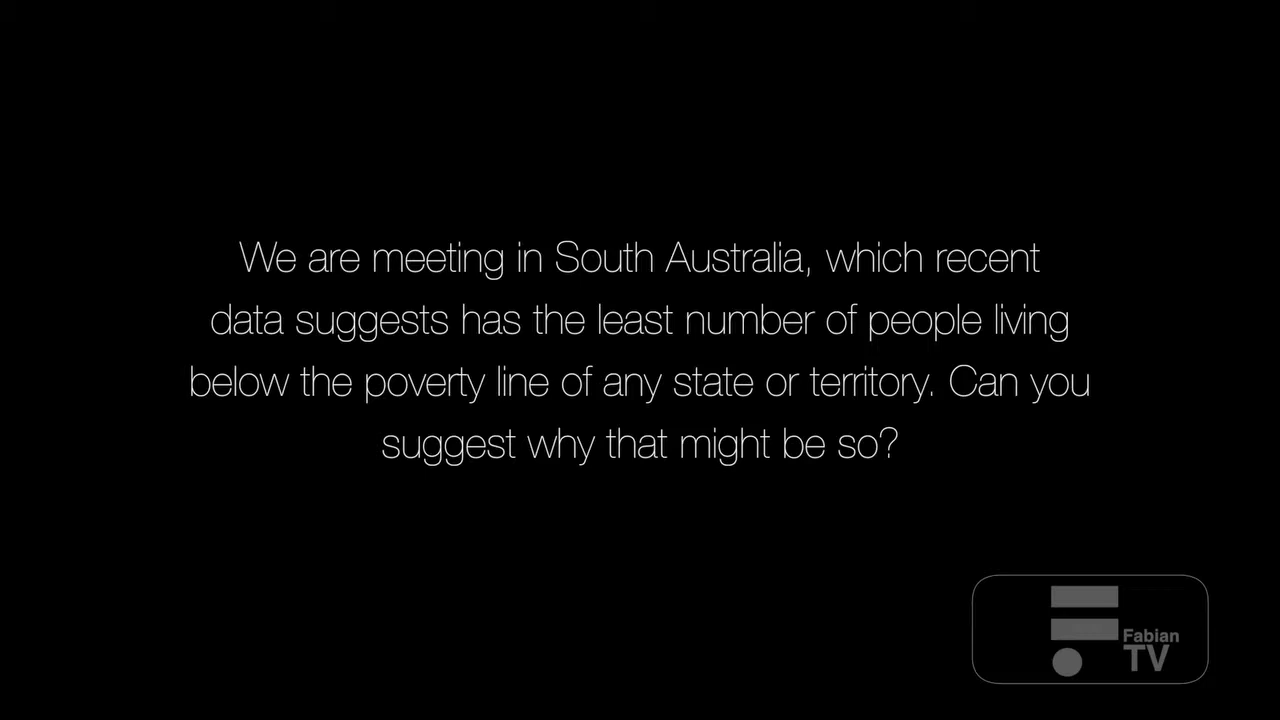 We are meeting in South Australia, which recent
data suggests has the least number of people living
below the poverty line of any state or territory. Can you
suggest why that might be so?
Fabian
TV